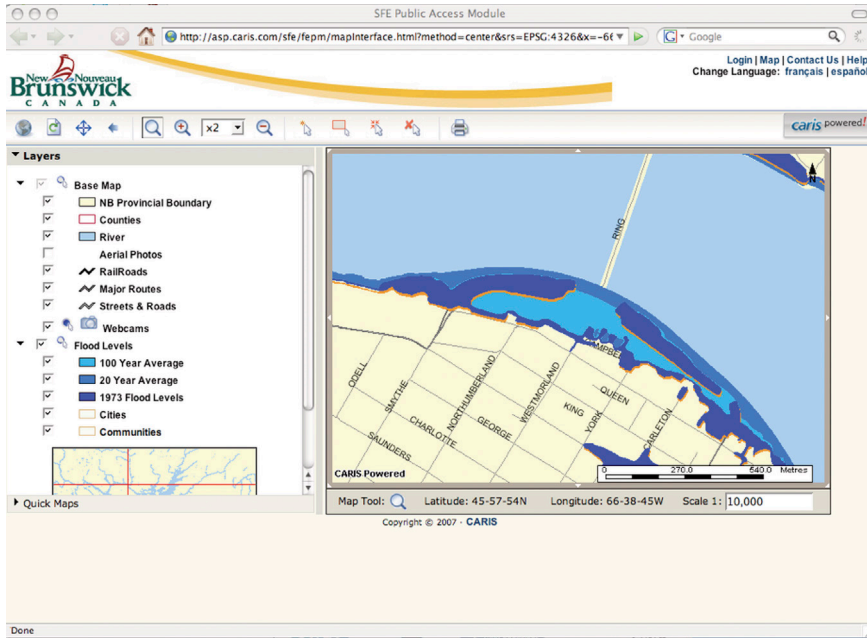 SFE Public Access Module
http://asp.caris.com/sfe/fepm/mapInterface.html?method=center&srs=EPSG:4326&x=-66
G Google
New Nouveau
Brunswick
CANADA
Login | Map | Contact Us | Help
Change Language: français | español
x2
caris powered!
Layers
Base Map
NB Provincial Boundary
Counties
River
Aerial Photos
RailRoads
Major Routes
Streets & Roads
Webcams
Flood Levels
100 Year Average
20 Year Average
1973 Flood Levels
Cities
Communities
Quick Maps
N
RING
CAMPBE
ODELL
SMYTHE
NORTHUMBERLAND
WESTMORLAND
QUEEN
KING
YORK
CARLETON
GEORGE
CHARLOTTE
SAUNDERS
CARIS Powered
0 270.0 540.0 Metres
Map Tool: Latitude: 45-57-54N Longitude: 66-38-45W Scale 1: 10,000
Copyright © 2007 - CARIS
Done